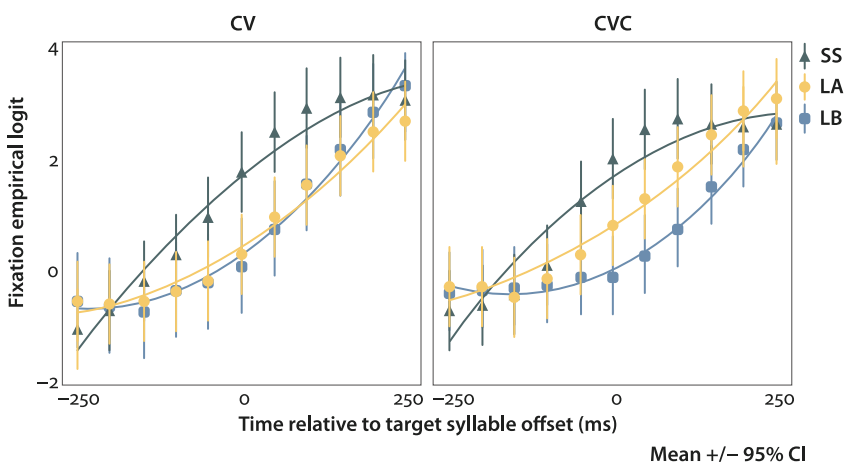 CV
CVC
Fixation empirical logit
4
2
0
−2
−250
0
250
−250
0
250
Time relative to target syllable offset (ms)
SS
LA
LB
Mean +/− 95% CI